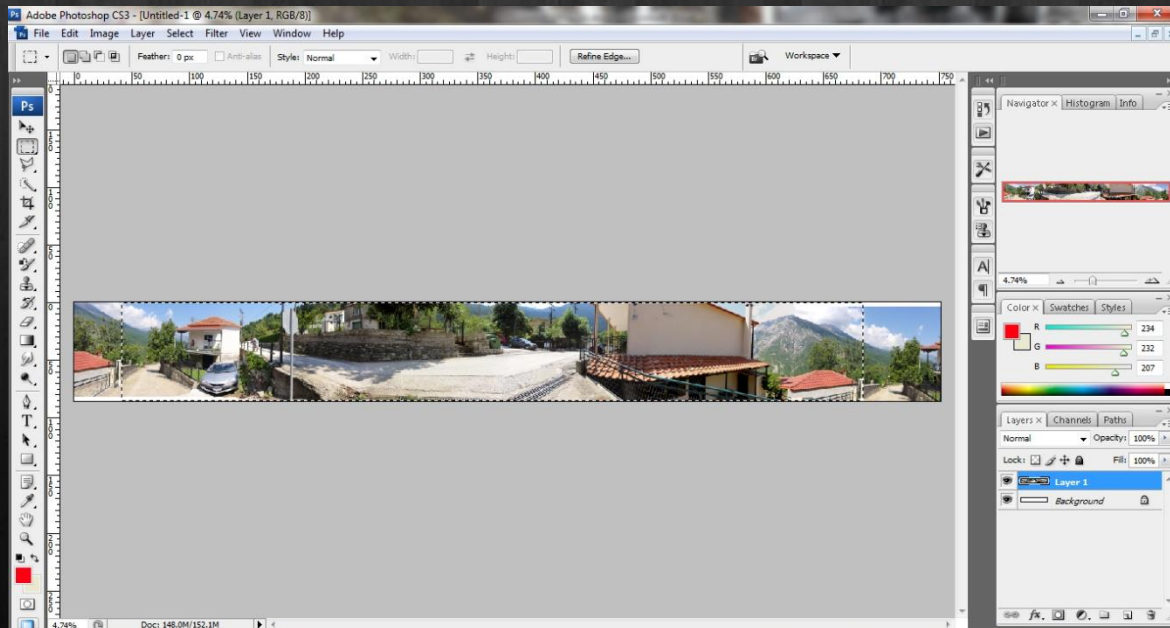 Ps Adobe Photoshop CS3 - [Untitled-1 @ 4.74% (Layer 1, RGB/8)]
Ps File Edit Image Layer Select Filter View Window Help
Feather: 0 px Anti-alias Style: Normal Width: Height: Refine Edge... Workspace
0 50 100 150 200 250 300 350 400 450 500 550 600 650 700 750
Ps
T
Navigator x Histogram Info
4.74%
A
Color x Swatches Styles
R 234
G 232
B 207
Layers x Channels Paths
Normal Opacity: 100%
Lock: Fill: 100%
Layer 1
Background
fx.
4.74% Doc: 148.0M/152.1M